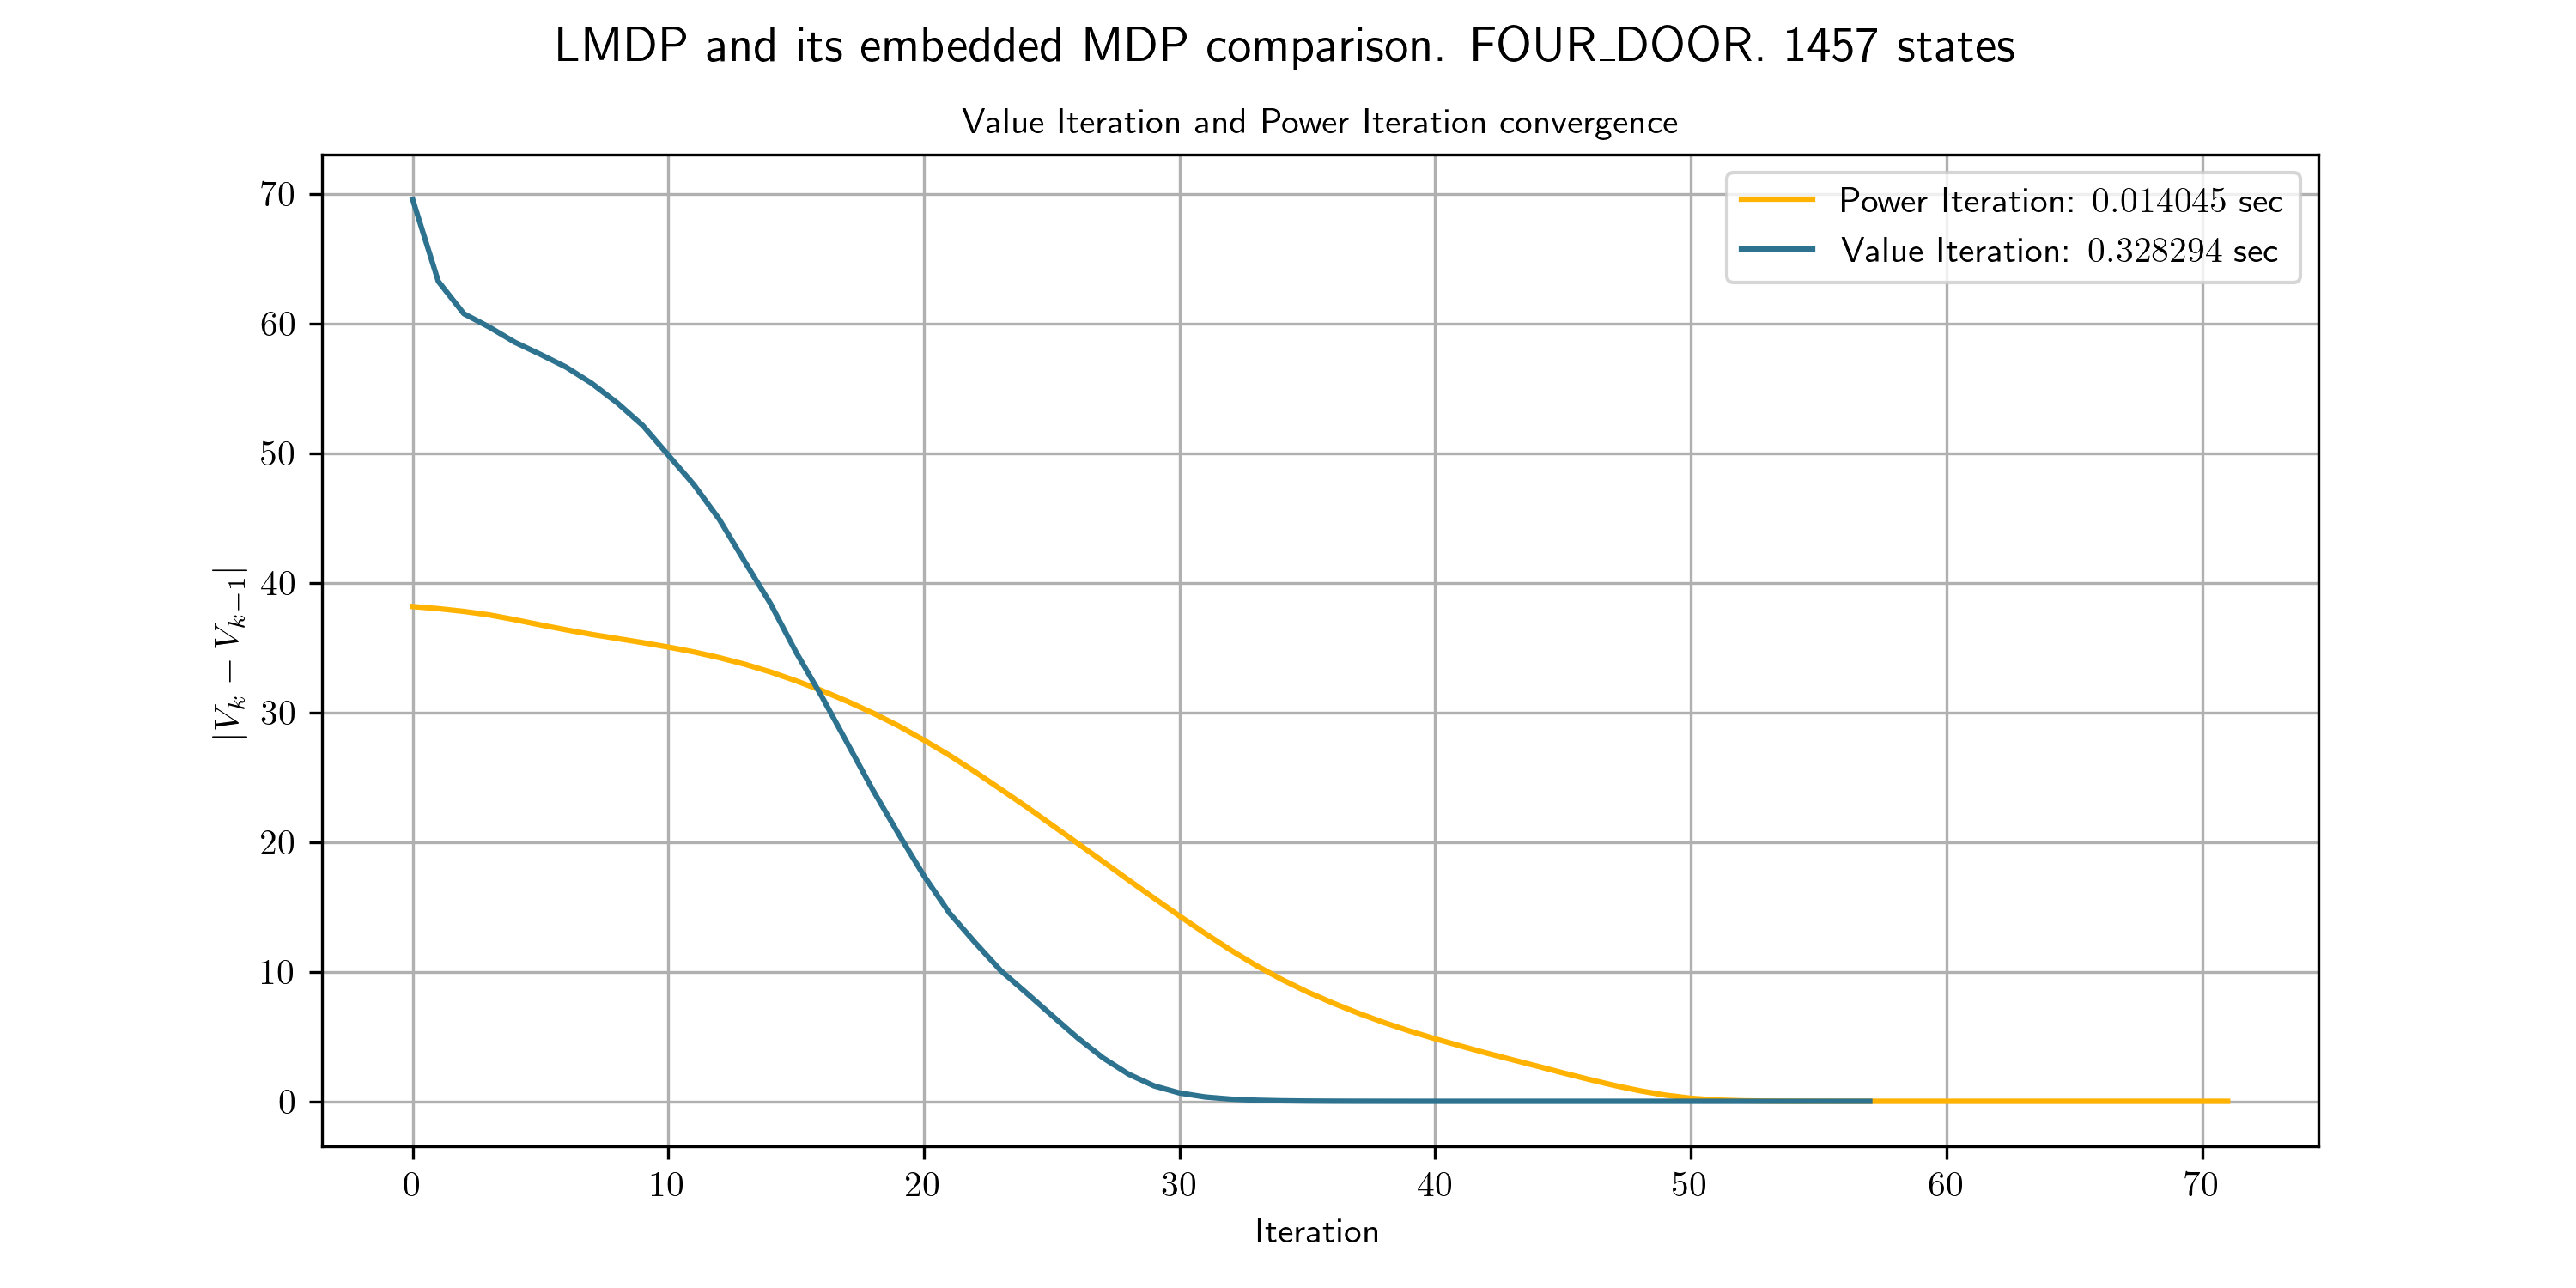 LMDP and its embedded MDP comparison. FOUR_DOOR. 1457 states
Value Iteration and Power Iteration convergence
Power Iteration: 0.014045 sec
Value Iteration: 0.328294 sec
|V_k − V_{k−1}|
70
60
50
40
30
20
10
0
0 10 20 30 40 50 60 70
Iteration